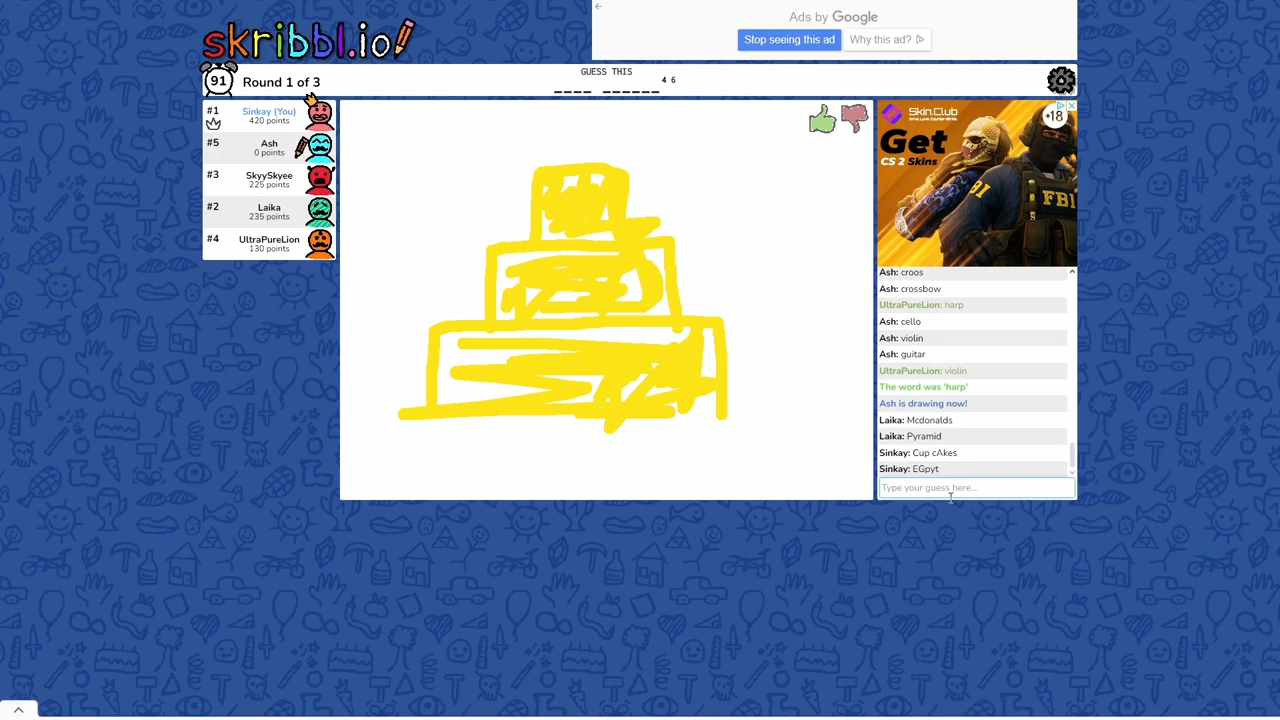 Ads by Google
Stop seeing this ad
Why this ad?
skribbl.io
91
Round 1 of 3
GUESS THIS
____ ______ 4 6
#1
Sinkay (You)
420 points
#5
Ash
0 points
#3
SkyySkyee
225 points
#2
Laika
235 points
#4
UltraPureLion
130 points
Skin.Club
+18
Get
CS 2 Skins
FBI
Ash: croos
Ash: crossbow
UltraPureLion: harp
Ash: cello
Ash: violin
Ash: guitar
UltraPureLion: violin
The word was 'harp'
Ash is drawing now!
Laika: Mcdonalds
Laika: Pyramid
Sinkay: Cup cAkes
Sinkay: EGpyt
Type your guess here...